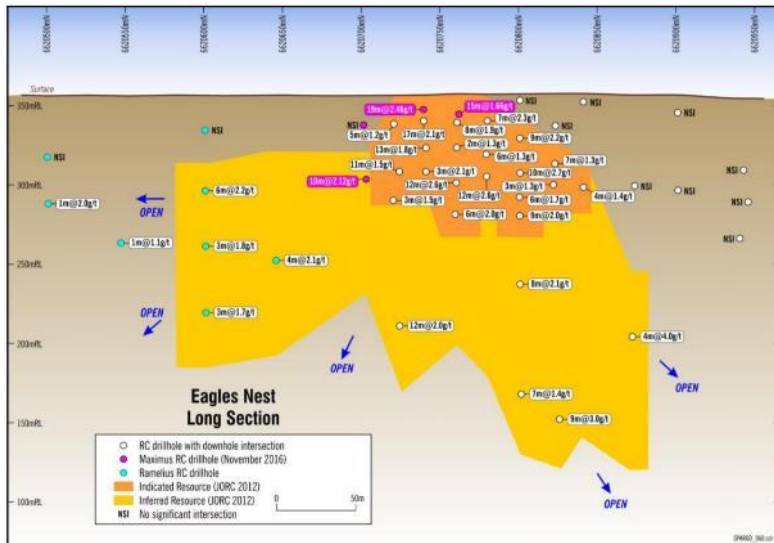 6620500mN 6620550mN 6620600mN 6620650mN 6620700mN 6620750mN 6620800mN 6620850mN 6620900mN 6620950mN
Surface
350mRL
300mRL
250mRL
200mRL
150mRL
100mRL
19m@2.46g/t
15m@1.66g/t
NSI
NSI
NSI
NSI
NSI
5m@1.2g/t
17m@2.1g/t
8m@1.9g/t
7m@2.3g/t
NSI
NSI
13m@1.8g/t
2m@1.3g/t
9m@2.2g/t
NSI
11m@1.5g/t
6m@1.3g/t
7m@1.3g/t
10m@2.12g/t
3m@2.1g/t
10m@2.7g/t
NSI
6m@2.2g/t
12m@2.6g/t
3m@1.3g/t
NSI
NSI
1m@2.0g/t
3m@1.5g/t
12m@2.6g/t
6m@1.7g/t
4m@1.4g/t
NSI
OPEN
6m@2.0g/t
9m@2.0g/t
1m@1.1g/t
3m@1.8g/t
NSI
4m@2.1g/t
8m@2.1g/t
OPEN
3m@1.7g/t
12m@2.0g/t
4m@4.0g/t
OPEN
OPEN
7m@1.4g/t
9m@3.0g/t
OPEN
Eagles Nest
Long Section
RC drillhole with downhole intersection
Maximus RC drillhole (November 2016)
Ramelius RC drillhole
Indicated Resource (JORC 2012)
Inferred Resource (JORC 2012)
NSI No significant intersection
0 50m